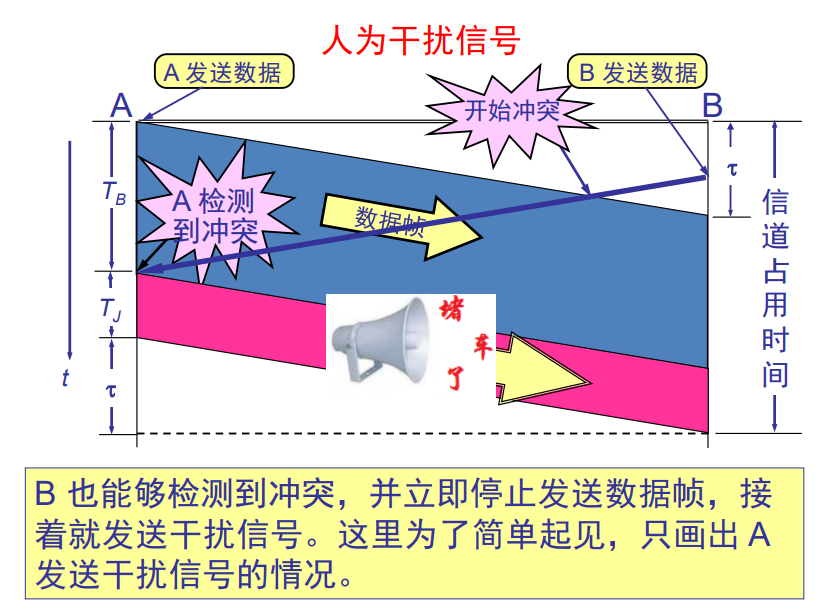 人为干扰信号
A 发送数据
B 发送数据
A
开始冲突
B
T_B
A 检测
到冲突
数据帧
τ
信
道
占
用
时
间
T_J
堵
车
了
t
τ
B 也能够检测到冲突，并立即停止发送数据帧，接
着就发送干扰信号。这里为了简单起见，只画出 A
发送干扰信号的情况。